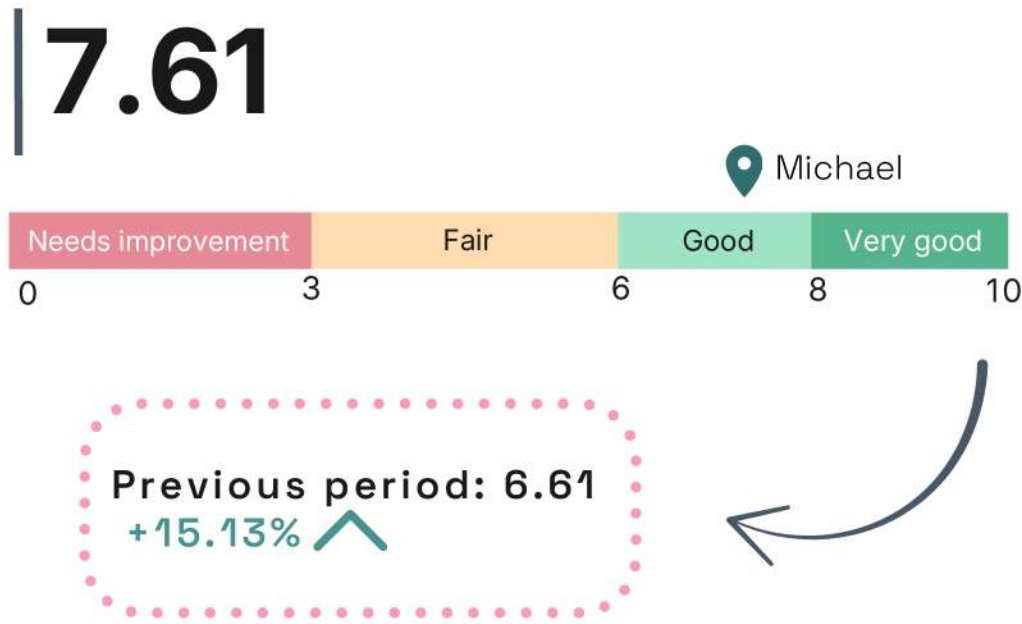 7.61
Michael
Needs improvement Fair Good Very good
0 3 6 8 10
Previous period: 6.61
+15.13%